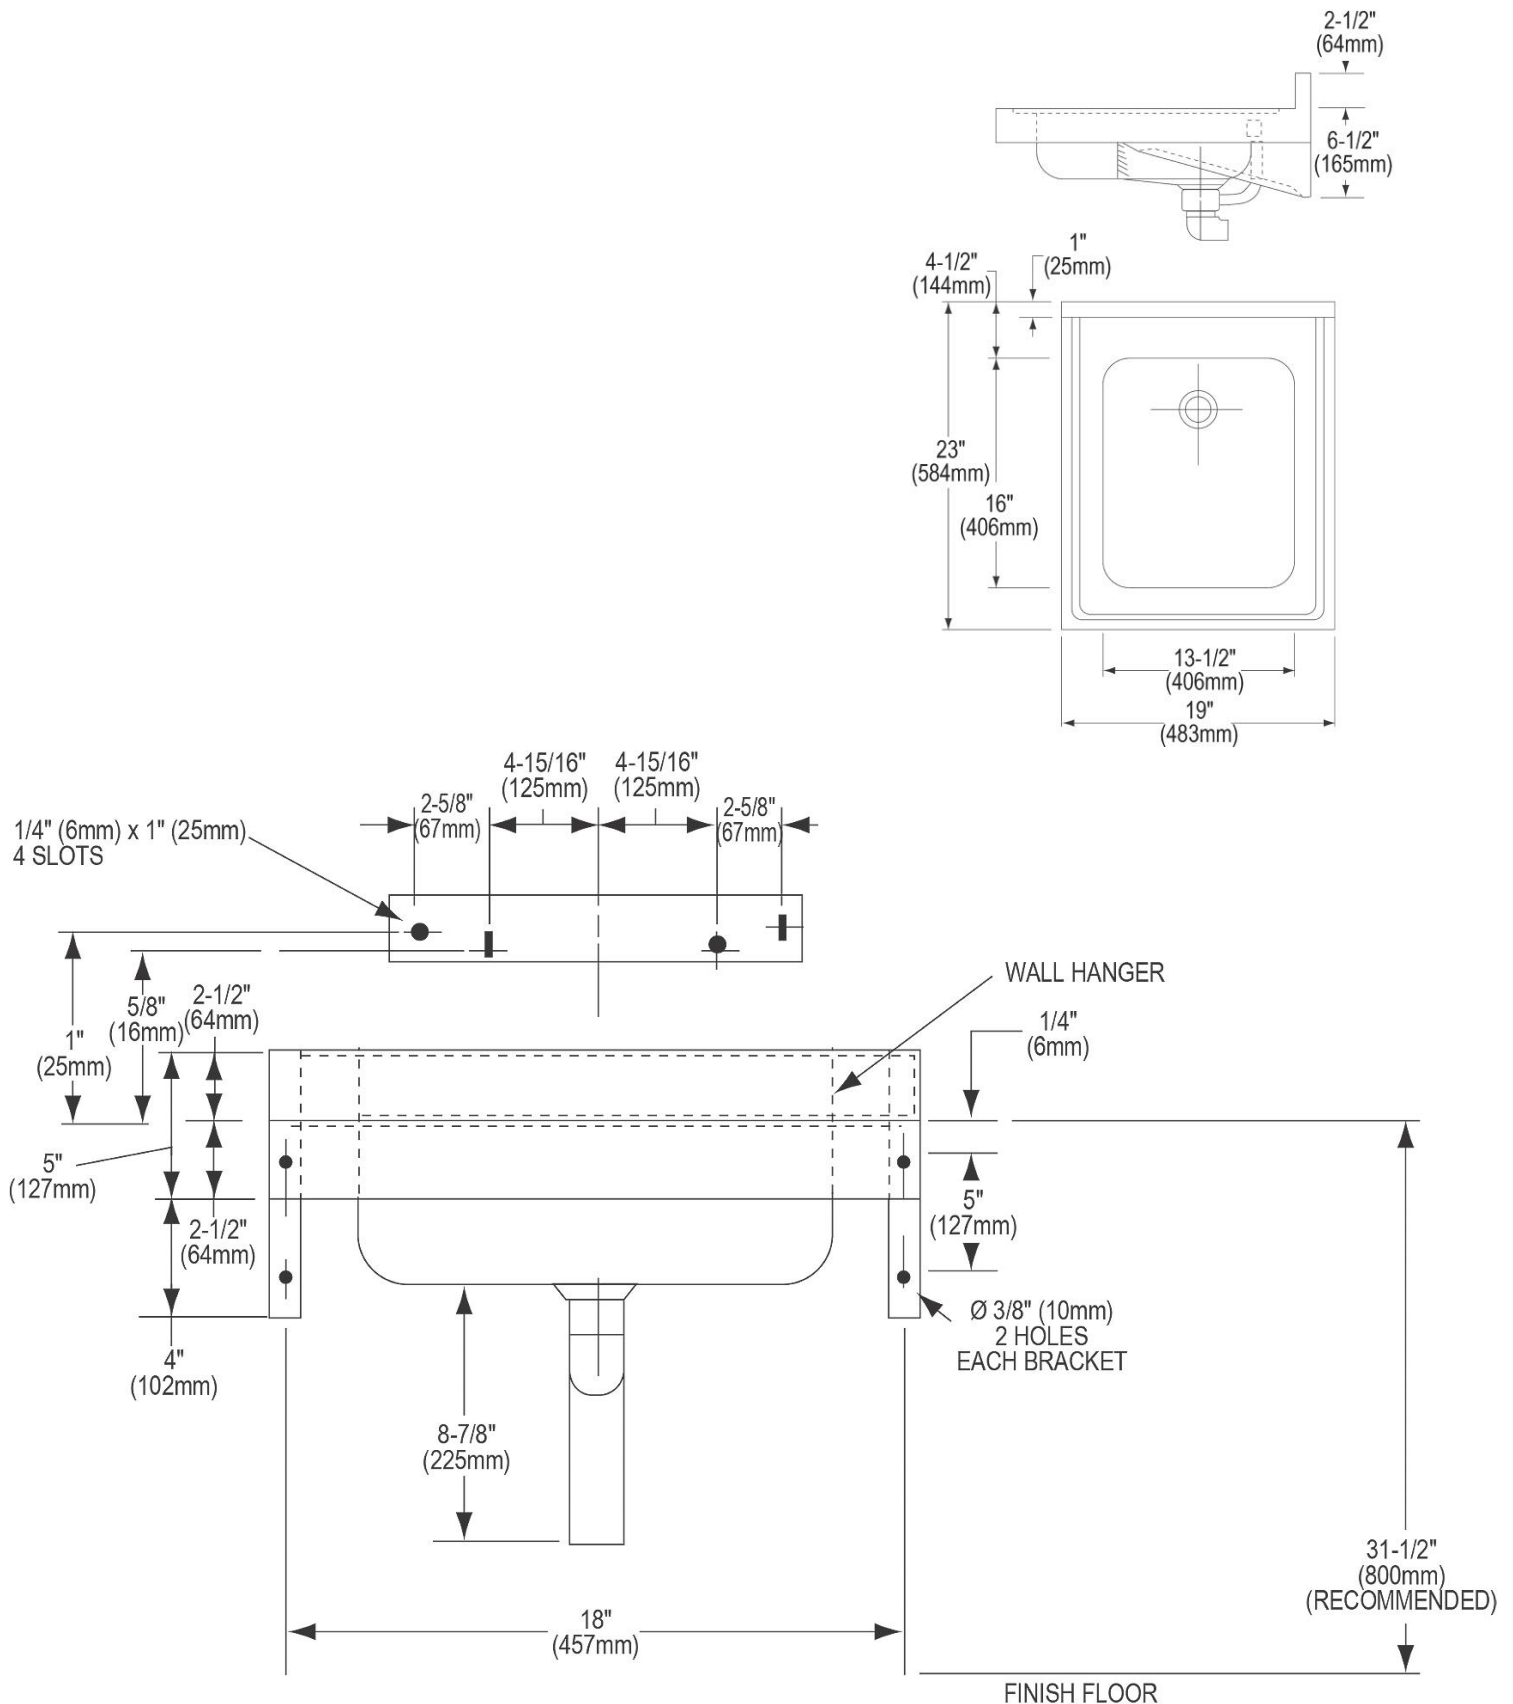 2-1/2"
(64mm)
6-1/2"
(165mm)
1"
(25mm)
4-1/2"
(144mm)
23"
(584mm)
16"
(406mm)
13-1/2"
(406mm)
19"
(483mm)
4-15/16"
(125mm)
4-15/16"
(125mm)
2-5/8"
(67mm)
2-5/8"
(67mm)
1/4" (6mm) x 1" (25mm)
4 SLOTS
WALL HANGER
2-1/2"
(64mm)
5/8"
(16mm)
1"
(25mm)
1/4"
(6mm)
5"
(127mm)
2-1/2"
(64mm)
5"
(127mm)
Ø 3/8" (10mm)
2 HOLES
EACH BRACKET
4"
(102mm)
8-7/8"
(225mm)
31-1/2"
(800mm)
(RECOMMENDED)
18"
(457mm)
FINISH FLOOR